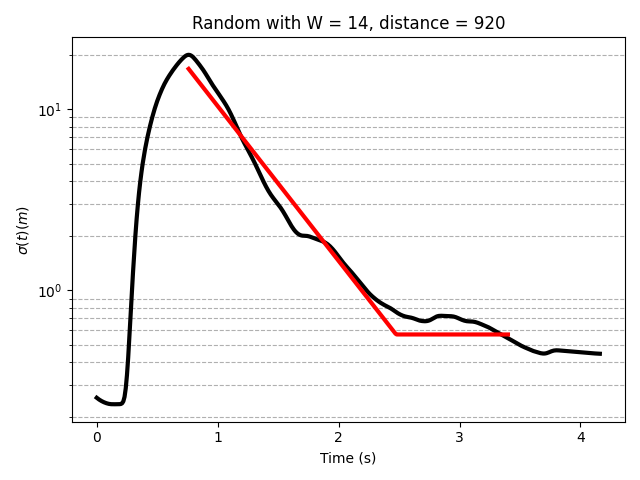 Random with W = 14, distance = 920
10¹
10⁰
σ(t)(m)
0 1 2 3 4
Time (s)